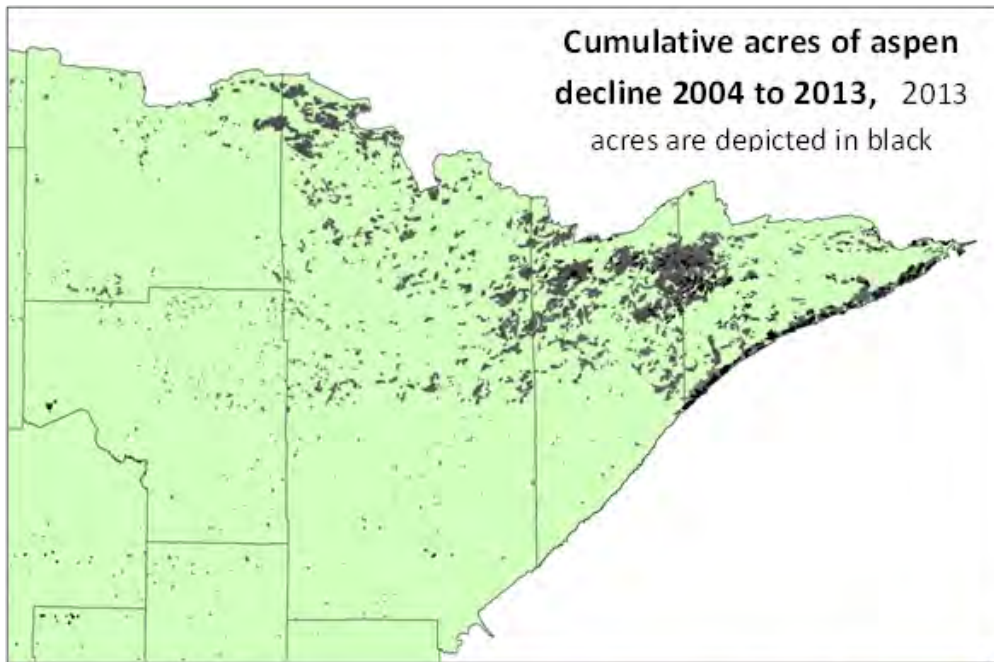 Cumulative acres of aspen
decline 2004 to 2013, 2013
acres are depicted in black